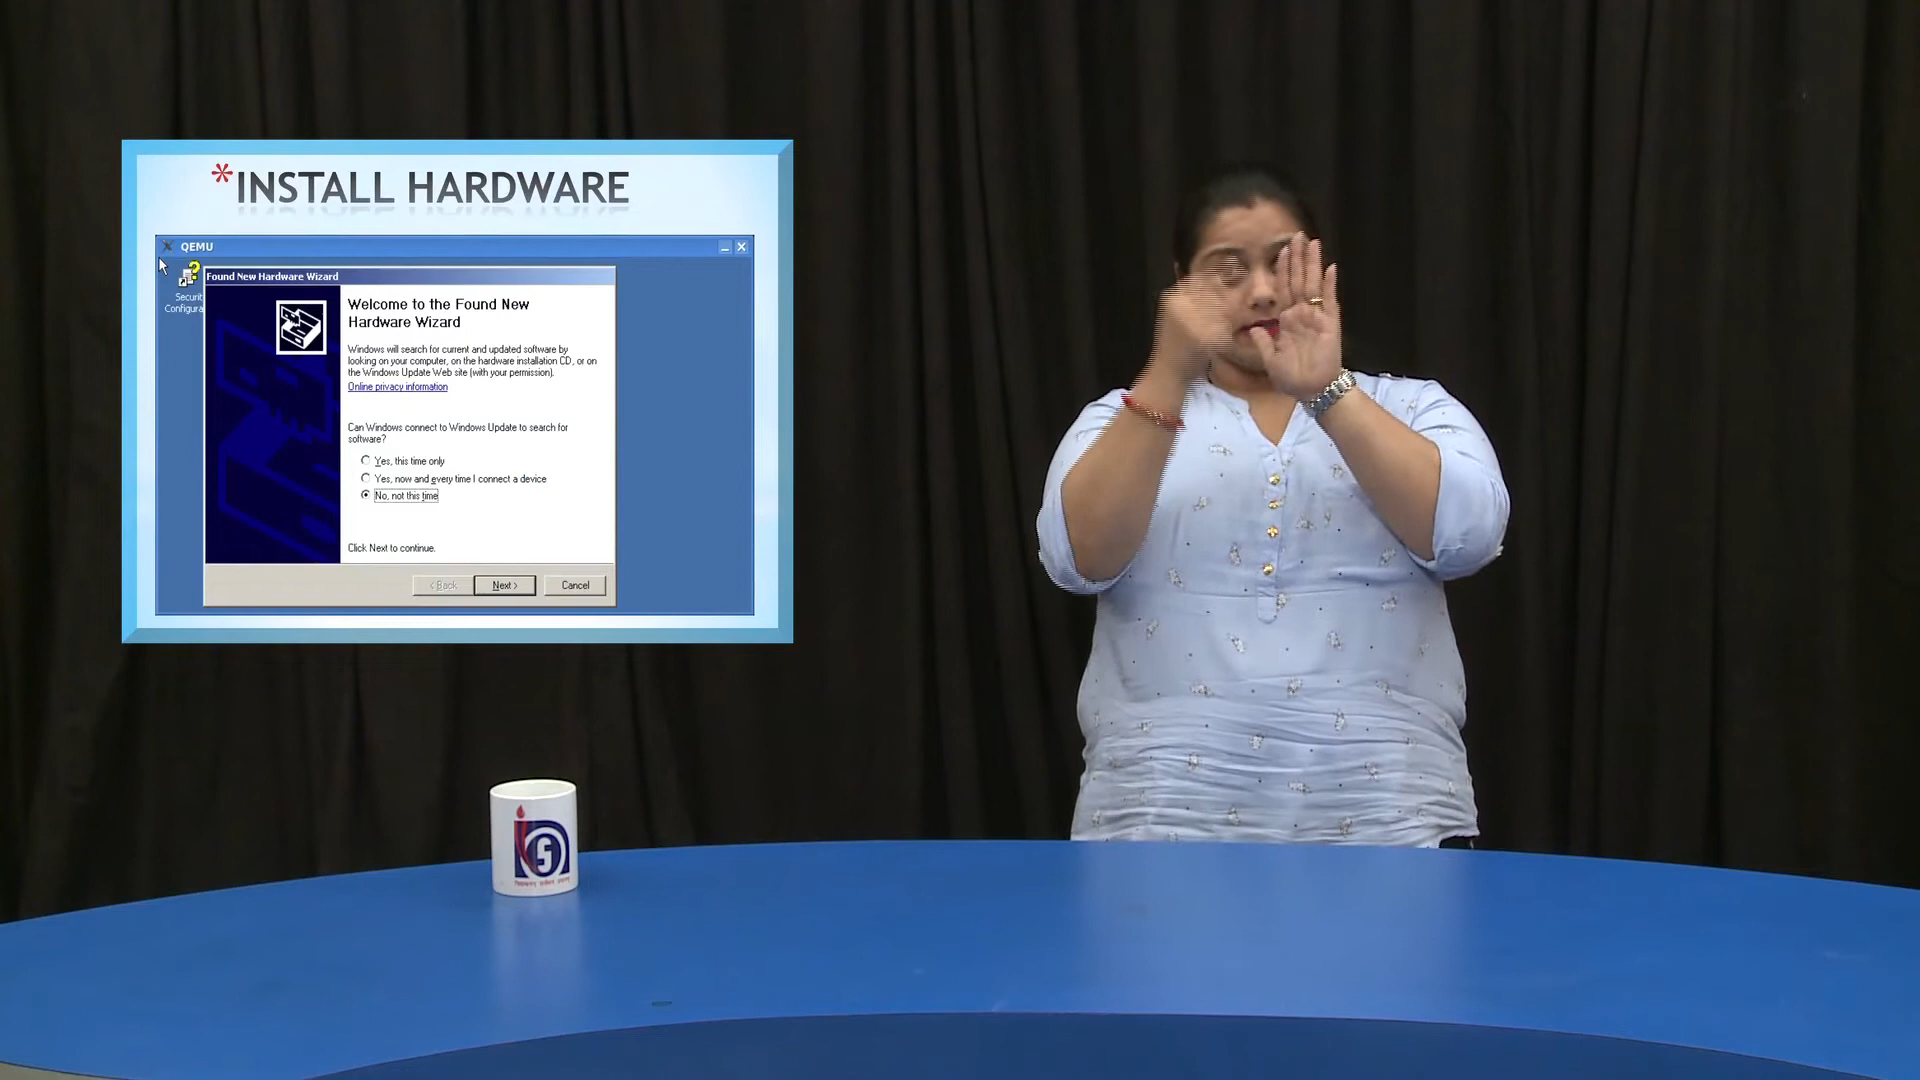 *INSTALL HARDWARE
QEMU
Securit
Configura
Found New Hardware Wizard
Welcome to the Found New
Hardware Wizard
Windows will search for current and updated software by
looking on your computer, on the hardware installation CD, or on
the Windows Update Web site (with your permission).
Online privacy information
Can Windows connect to Windows Update to search for
software?
Yes, this time only
Yes, now and every time I connect a device
No, not this time
Click Next to continue.
< Back
Next >
Cancel